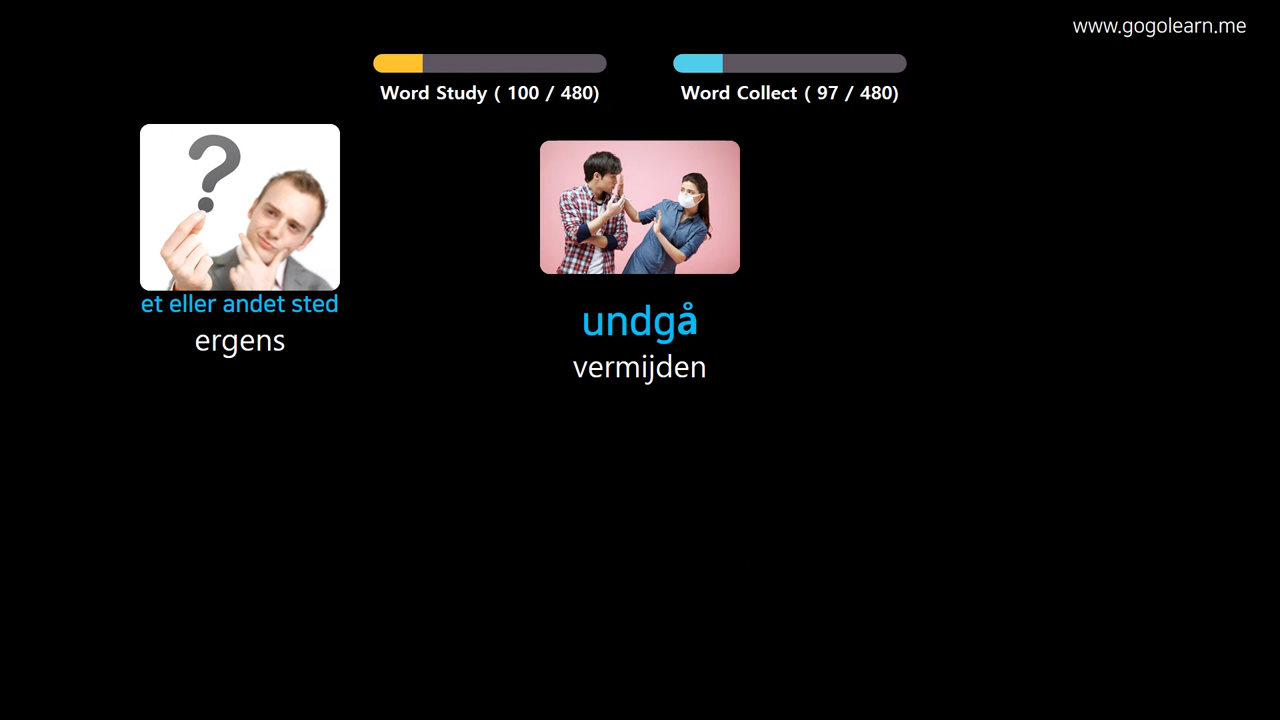 www.gogolearn.me
Word Study ( 100 / 480)
Word Collect ( 97 / 480)
et eller andet sted
ergens
undgå
vermijden